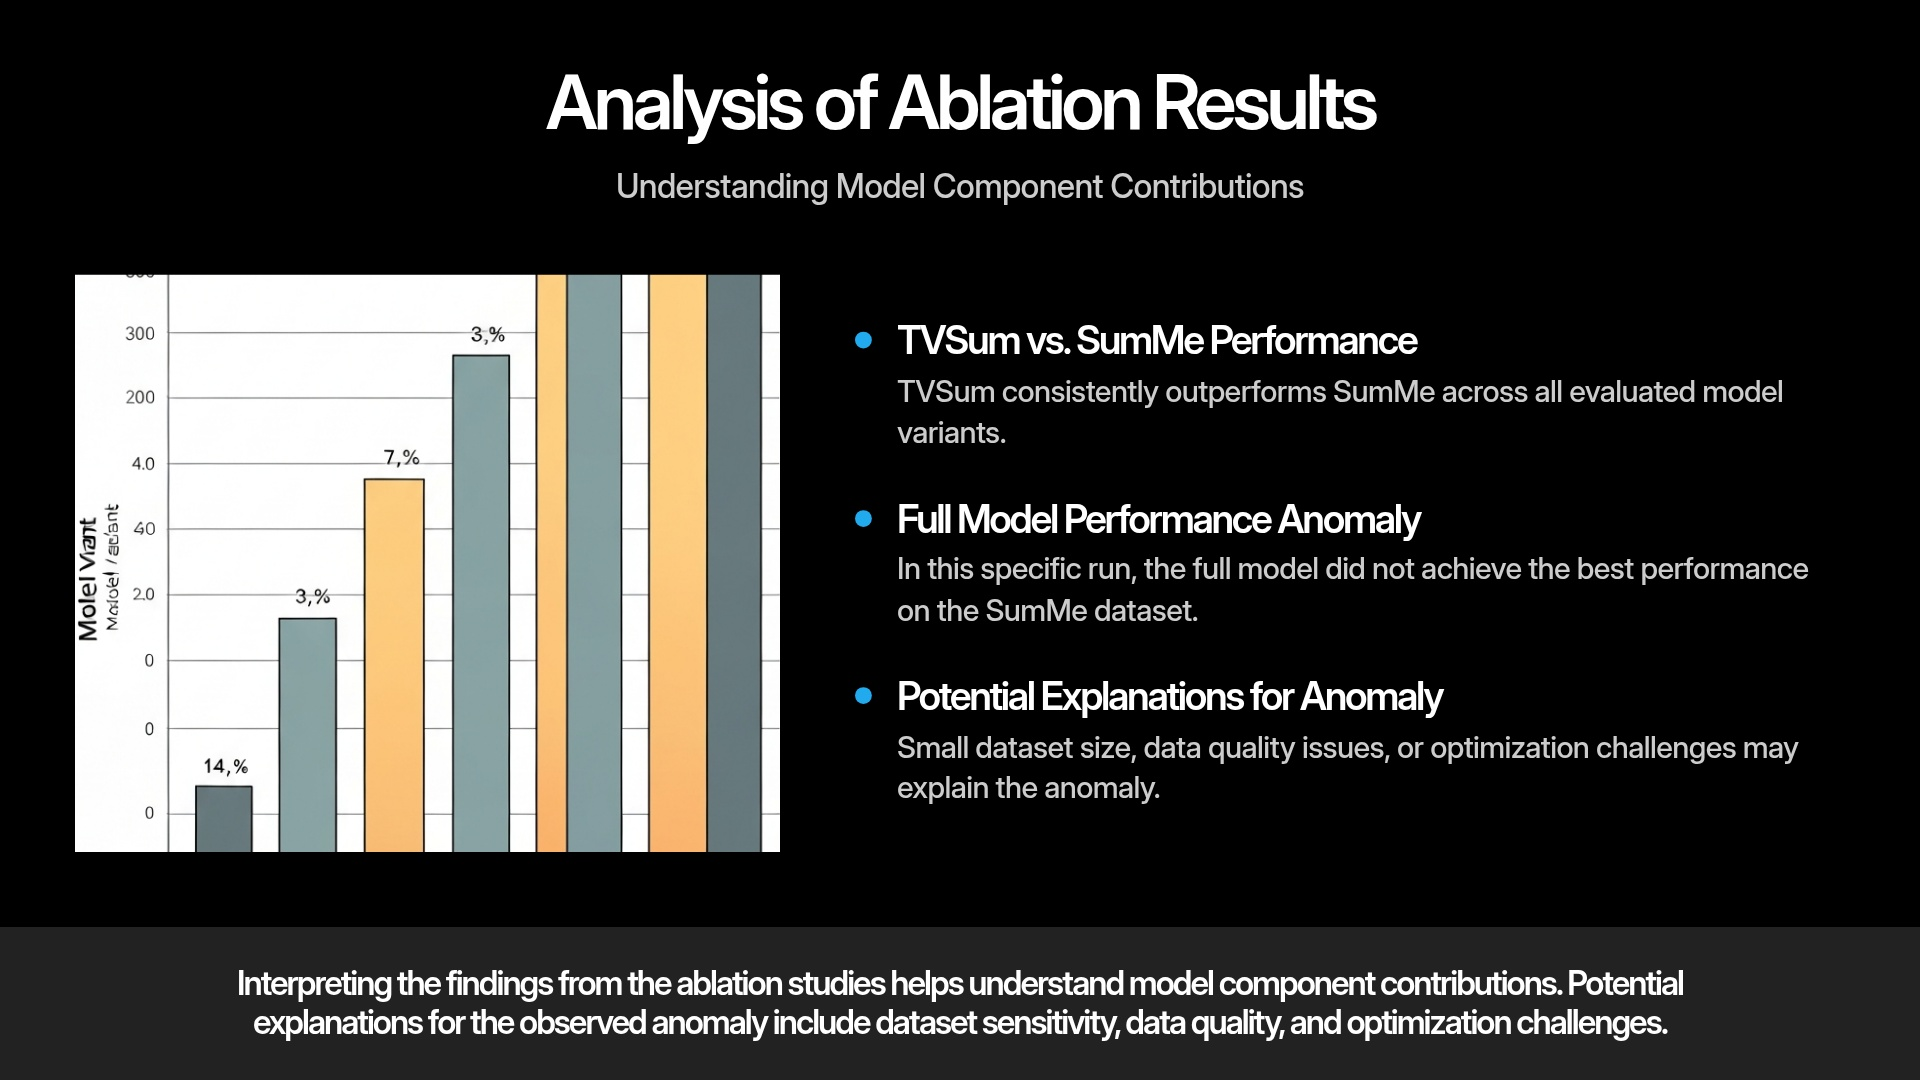 Analysis of Ablation Results
Understanding Model Component Contributions
300
200
4.0
40
2.0
0
0
0
14,%
3,%
7,%
3,%
Molel Viant
TVSum vs. SumMe Performance
TVSum consistently outperforms SumMe across all evaluated model
variants.
Full Model Performance Anomaly
In this specific run, the full model did not achieve the best performance
on the SumMe dataset.
Potential Explanations for Anomaly
Small dataset size, data quality issues, or optimization challenges may
explain the anomaly.
Interpreting the findings from the ablation studies helps understand model component contributions. Potential
explanations for the observed anomaly include dataset sensitivity, data quality, and optimization challenges.